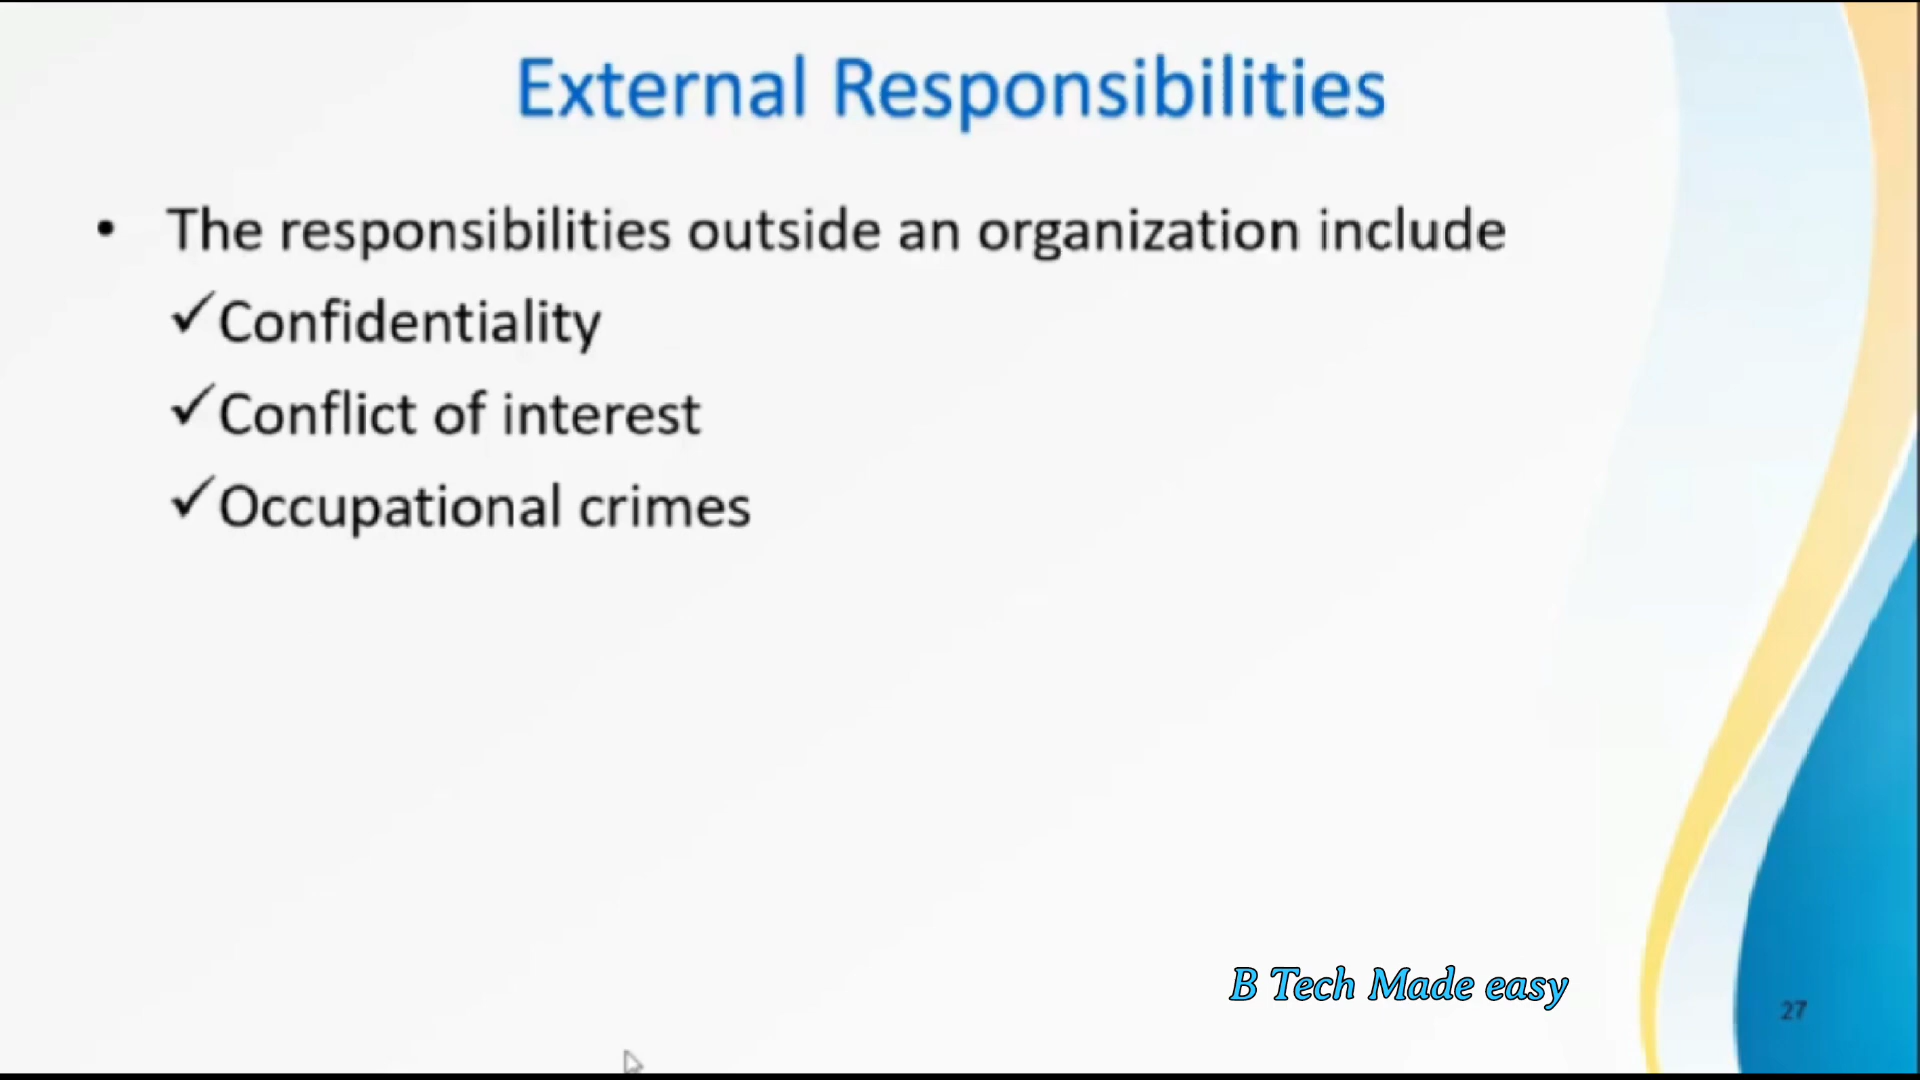 External Responsibilities
• The responsibilities outside an organization include
✓Confidentiality
✓Conflict of interest
✓Occupational crimes
B Tech Made easy
27